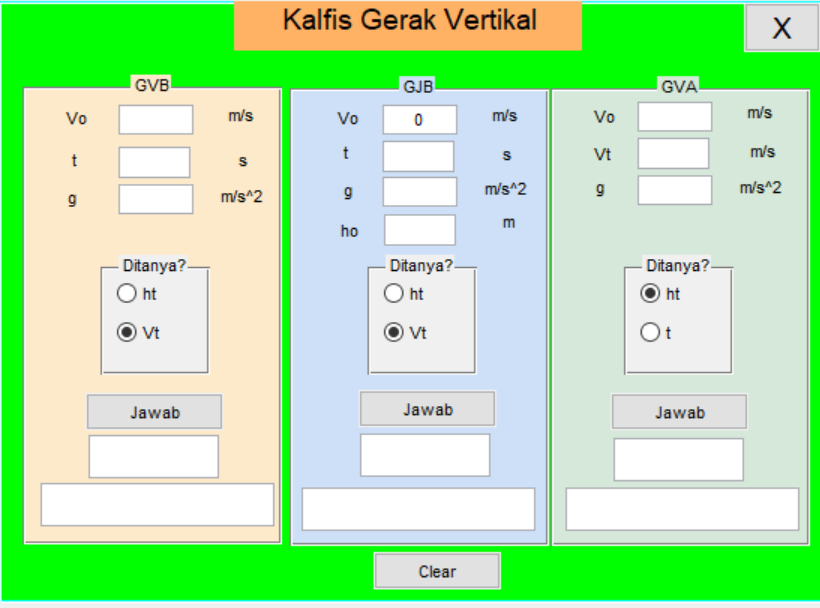 Kalfis Gerak Vertikal
X
GVB
Vo m/s
t s
g m/s^2
Ditanya?
ht
Vt
Jawab
GJB
Vo 0 m/s
t s
g m/s^2
ho m
Ditanya?
ht
Vt
Jawab
GVA
Vo m/s
Vt m/s
g m/s^2
Ditanya?
ht
t
Jawab
Clear